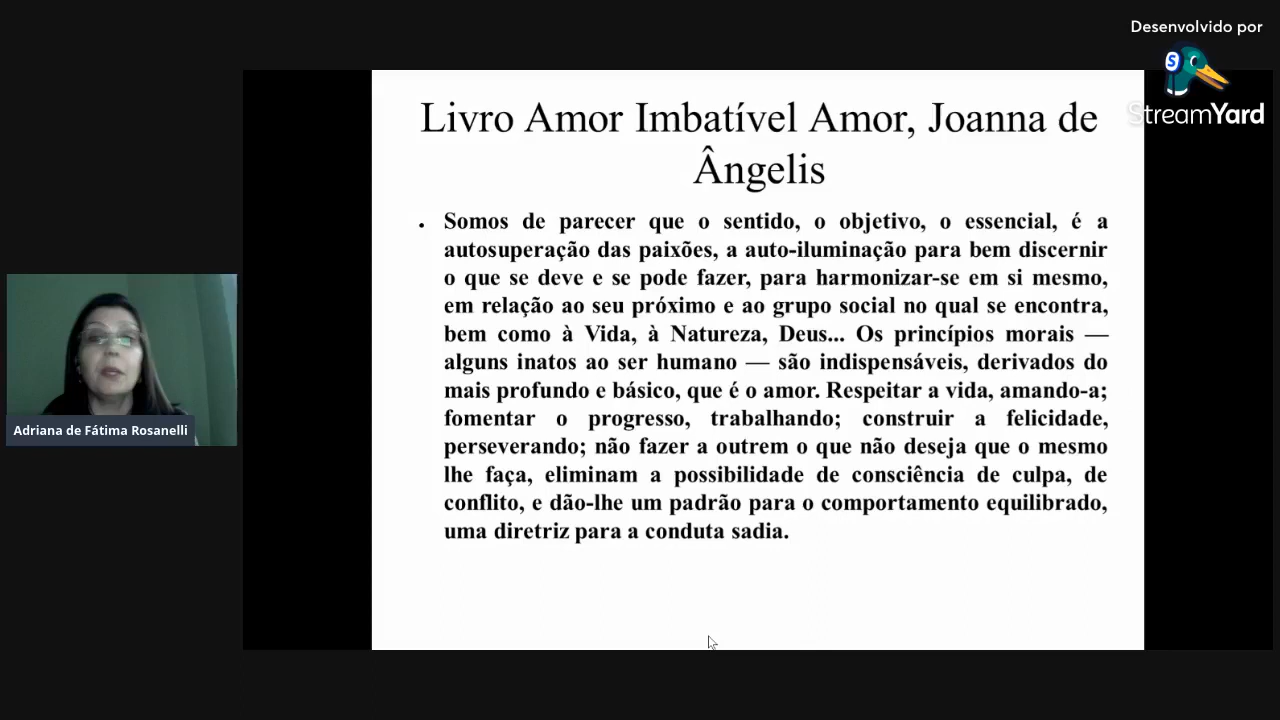 Desenvolvido por
StreamYard
Livro Amor Imbatível Amor, Joanna de
Ângelis
• Somos de parecer que o sentido, o objetivo, o essencial, é a
autosuperação das paixões, a auto-iluminação para bem discernir
o que se deve e se pode fazer, para harmonizar-se em si mesmo,
em relação ao seu próximo e ao grupo social no qual se encontra,
bem como à Vida, à Natureza, Deus... Os princípios morais —
alguns inatos ao ser humano — são indispensáveis, derivados do
mais profundo e básico, que é o amor. Respeitar a vida, amando-a;
fomentar o progresso, trabalhando; construir a felicidade,
perseverando; não fazer a outrem o que não deseja que o mesmo
lhe faça, eliminam a possibilidade de consciência de culpa, de
conflito, e dão-lhe um padrão para o comportamento equilibrado,
uma diretriz para a conduta sadia.
Adriana de Fátima Rosanelli